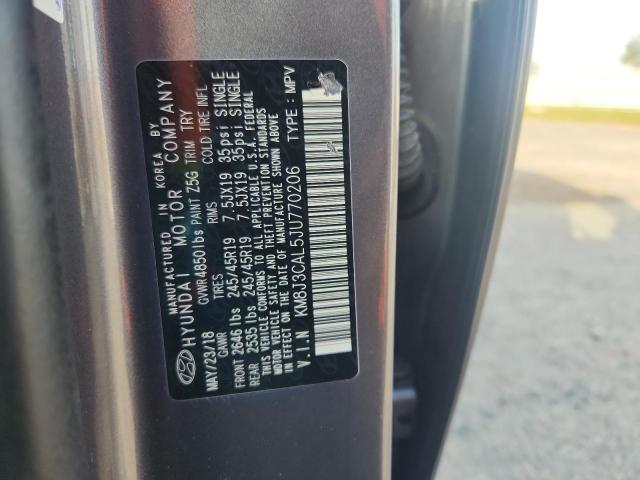 MANUFACTURED IN KOREA BY
HYUNDAI MOTOR COMPANY
MAY/23/18 GVWR 4850lbs PAINT Z5G TRIM TRY
GAWR TIRES RIMS COLD TIRE INFL
FRONT 2646 lbs 245/45R19 7.5JX19 35psi SINGLE
REAR 2535 lbs 245/45R19 7.5JX19 35psi SINGLE
THIS VEHICLE CONFORMS TO ALL APPLICABLE U.S.A. FEDERAL
MOTOR VEHICLE SAFETY AND THEFT PREVENTION STANDARDS
IN EFFECT ON THE DATE OF MANUFACTURE SHOWN ABOVE
V.I.N KM8J3CAL5JU770206 TYPE : MPV